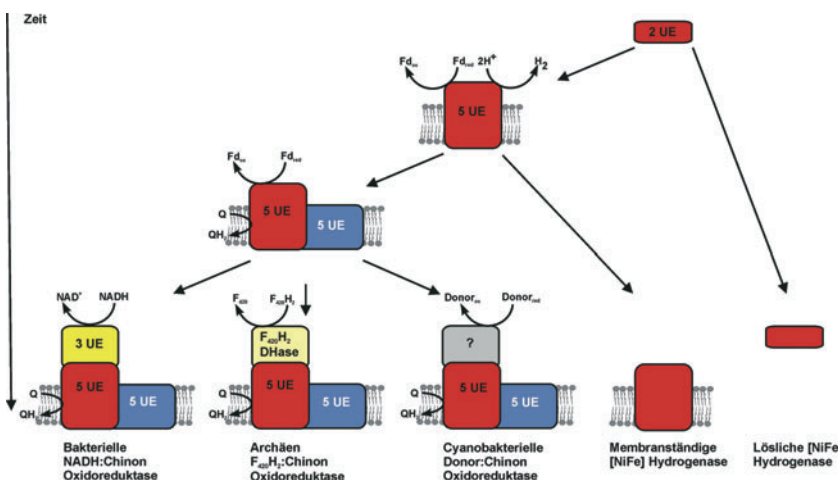 Zeit
2 UE
Fdₒₓ Fdᵣₑd 2H⁺ H₂
5 UE
Fdₒₓ Fdᵣₑd
5 UE 5 UE
Q
QH₂
NAD⁺ NADH
F₄₂₀ F₄₂₀H₂
Donorₒₓ Donorᵣₑd
3 UE
F₄₂₀H₂
DHase
?
5 UE 5 UE
Q
QH₂
5 UE 5 UE
Q
QH₂
5 UE 5 UE
Q
QH₂
Bakterielle
NADH:Chinon
Oxidoreduktase
Archäen
F₄₂₀H₂:Chinon
Oxidoreduktase
Cyanobakterielle
Donor:Chinon
Oxidoreduktase
Membranständige
[NiFe] Hydrogenase
Lösliche [NiFe
Hydrogenase